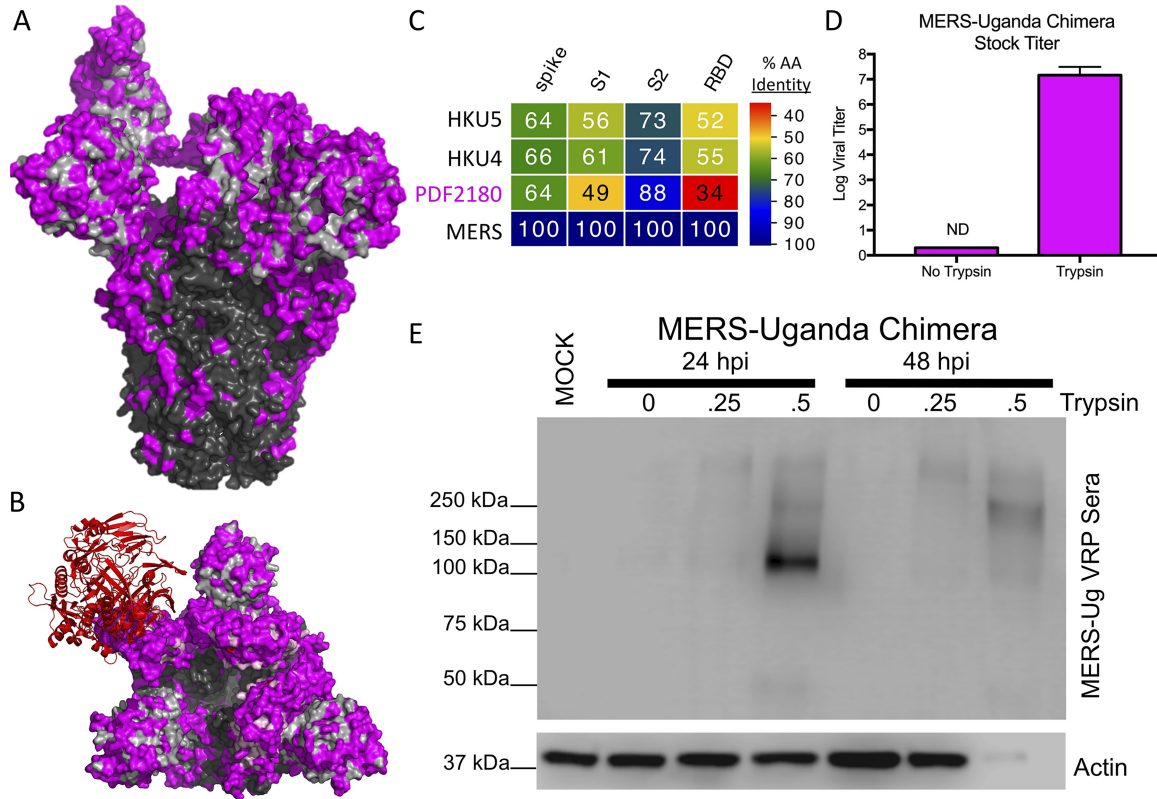 A
B
C
spike
S1
S2
RBD
% AA
Identity
HKU5
64
56
73
52
HKU4
66
61
74
55
PDF2180
64
49
88
34
MERS
100
100
100
100
40
50
60
70
80
90
100
D
MERS-Uganda Chimera
Stock Titer
Log Viral Titer
8
7
6
5
4
3
2
1
0
ND
No Trypsin
Trypsin
E
MERS-Uganda Chimera
MOCK
24 hpi
48 hpi
0
.25
.5
0
.25
.5
Trypsin
250 kDa
150 kDa
100 kDa
75 kDa
50 kDa
37 kDa
MERS-Ug VRP Sera
Actin